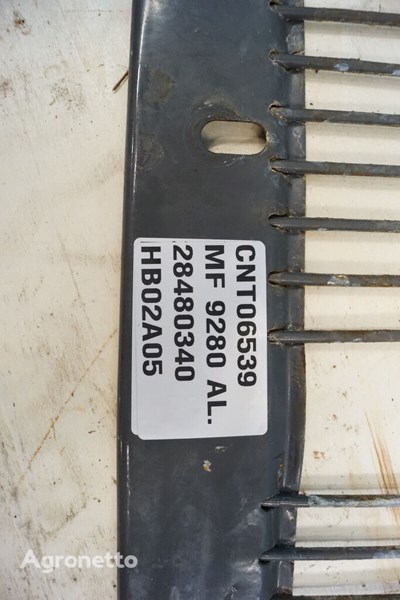 CNT06539
MF 9280 AL.
28480340
HB02A05
Agronetto